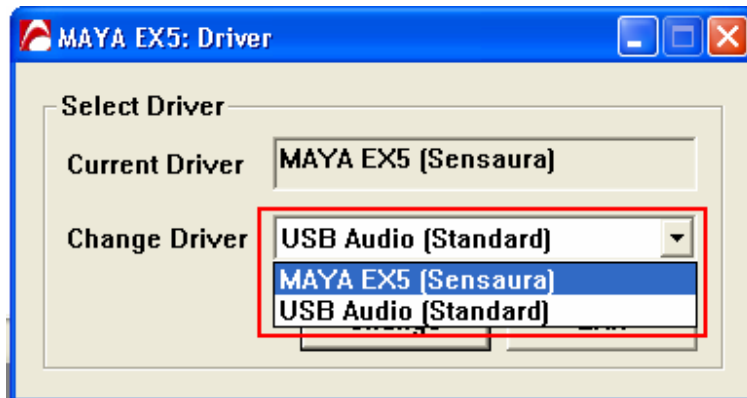 MAYA EX5: Driver
Select Driver
Current Driver MAYA EX5 (Sensaura)
Change Driver USB Audio (Standard)
MAYA EX5 (Sensaura)
USB Audio (Standard)